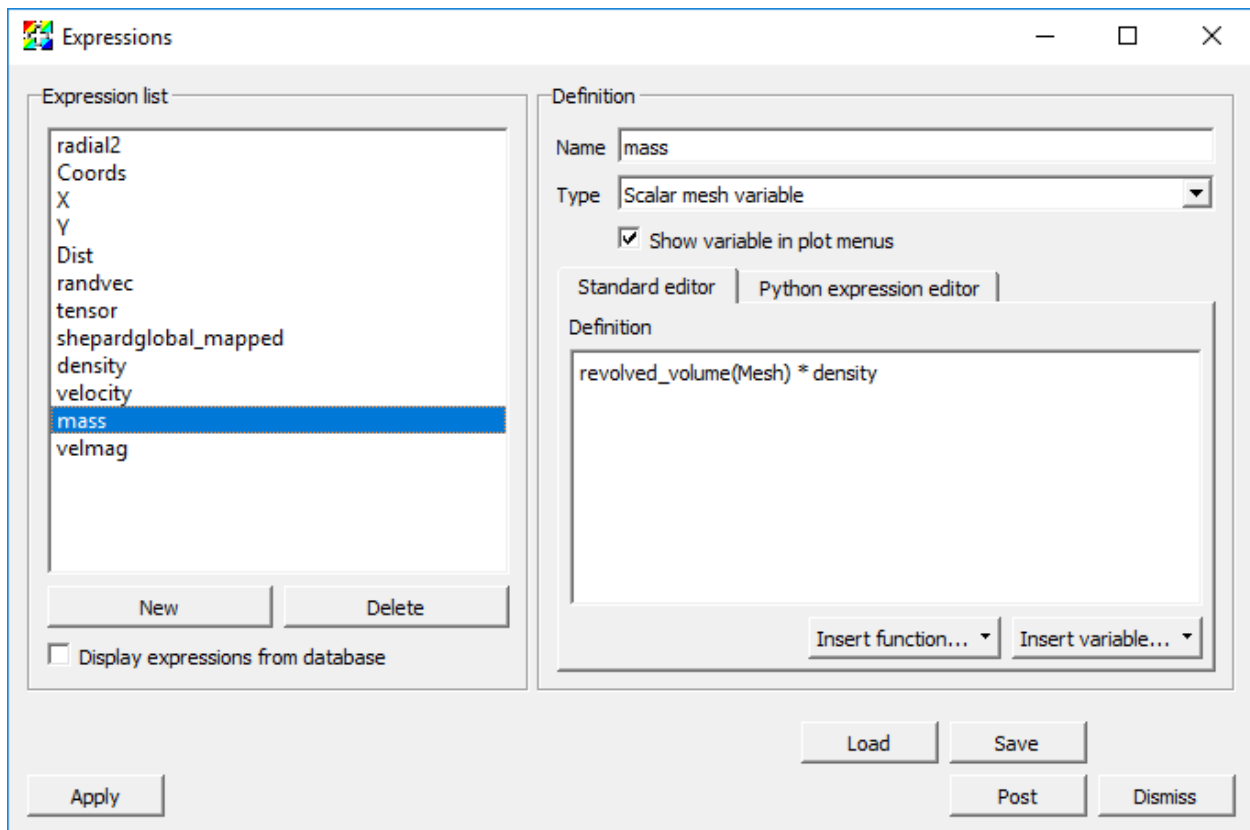 Expressions
Expression list
radial2
Coords
X
Y
Dist
randvec
tensor
shepardglobal_mapped
density
velocity
mass
velmag
New
Delete
Display expressions from database
Definition
Name mass
Type Scalar mesh variable
Show variable in plot menus
Standard editor
Python expression editor
Definition
revolved_volume(Mesh) * density
Insert function...
Insert variable...
Load
Save
Apply
Post
Dismiss